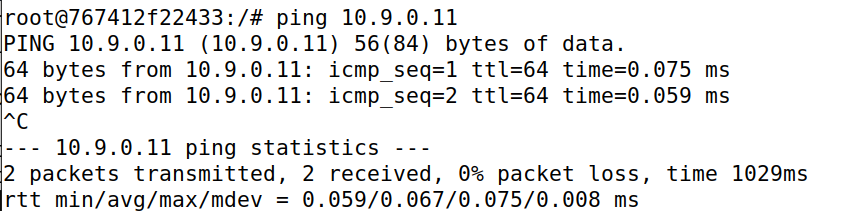 root@767412f22433:/# ping 10.9.0.11
PING 10.9.0.11 (10.9.0.11) 56(84) bytes of data.
64 bytes from 10.9.0.11: icmp_seq=1 ttl=64 time=0.075 ms
64 bytes from 10.9.0.11: icmp_seq=2 ttl=64 time=0.059 ms
^C
--- 10.9.0.11 ping statistics ---
2 packets transmitted, 2 received, 0% packet loss, time 1029ms
rtt min/avg/max/mdev = 0.059/0.067/0.075/0.008 ms